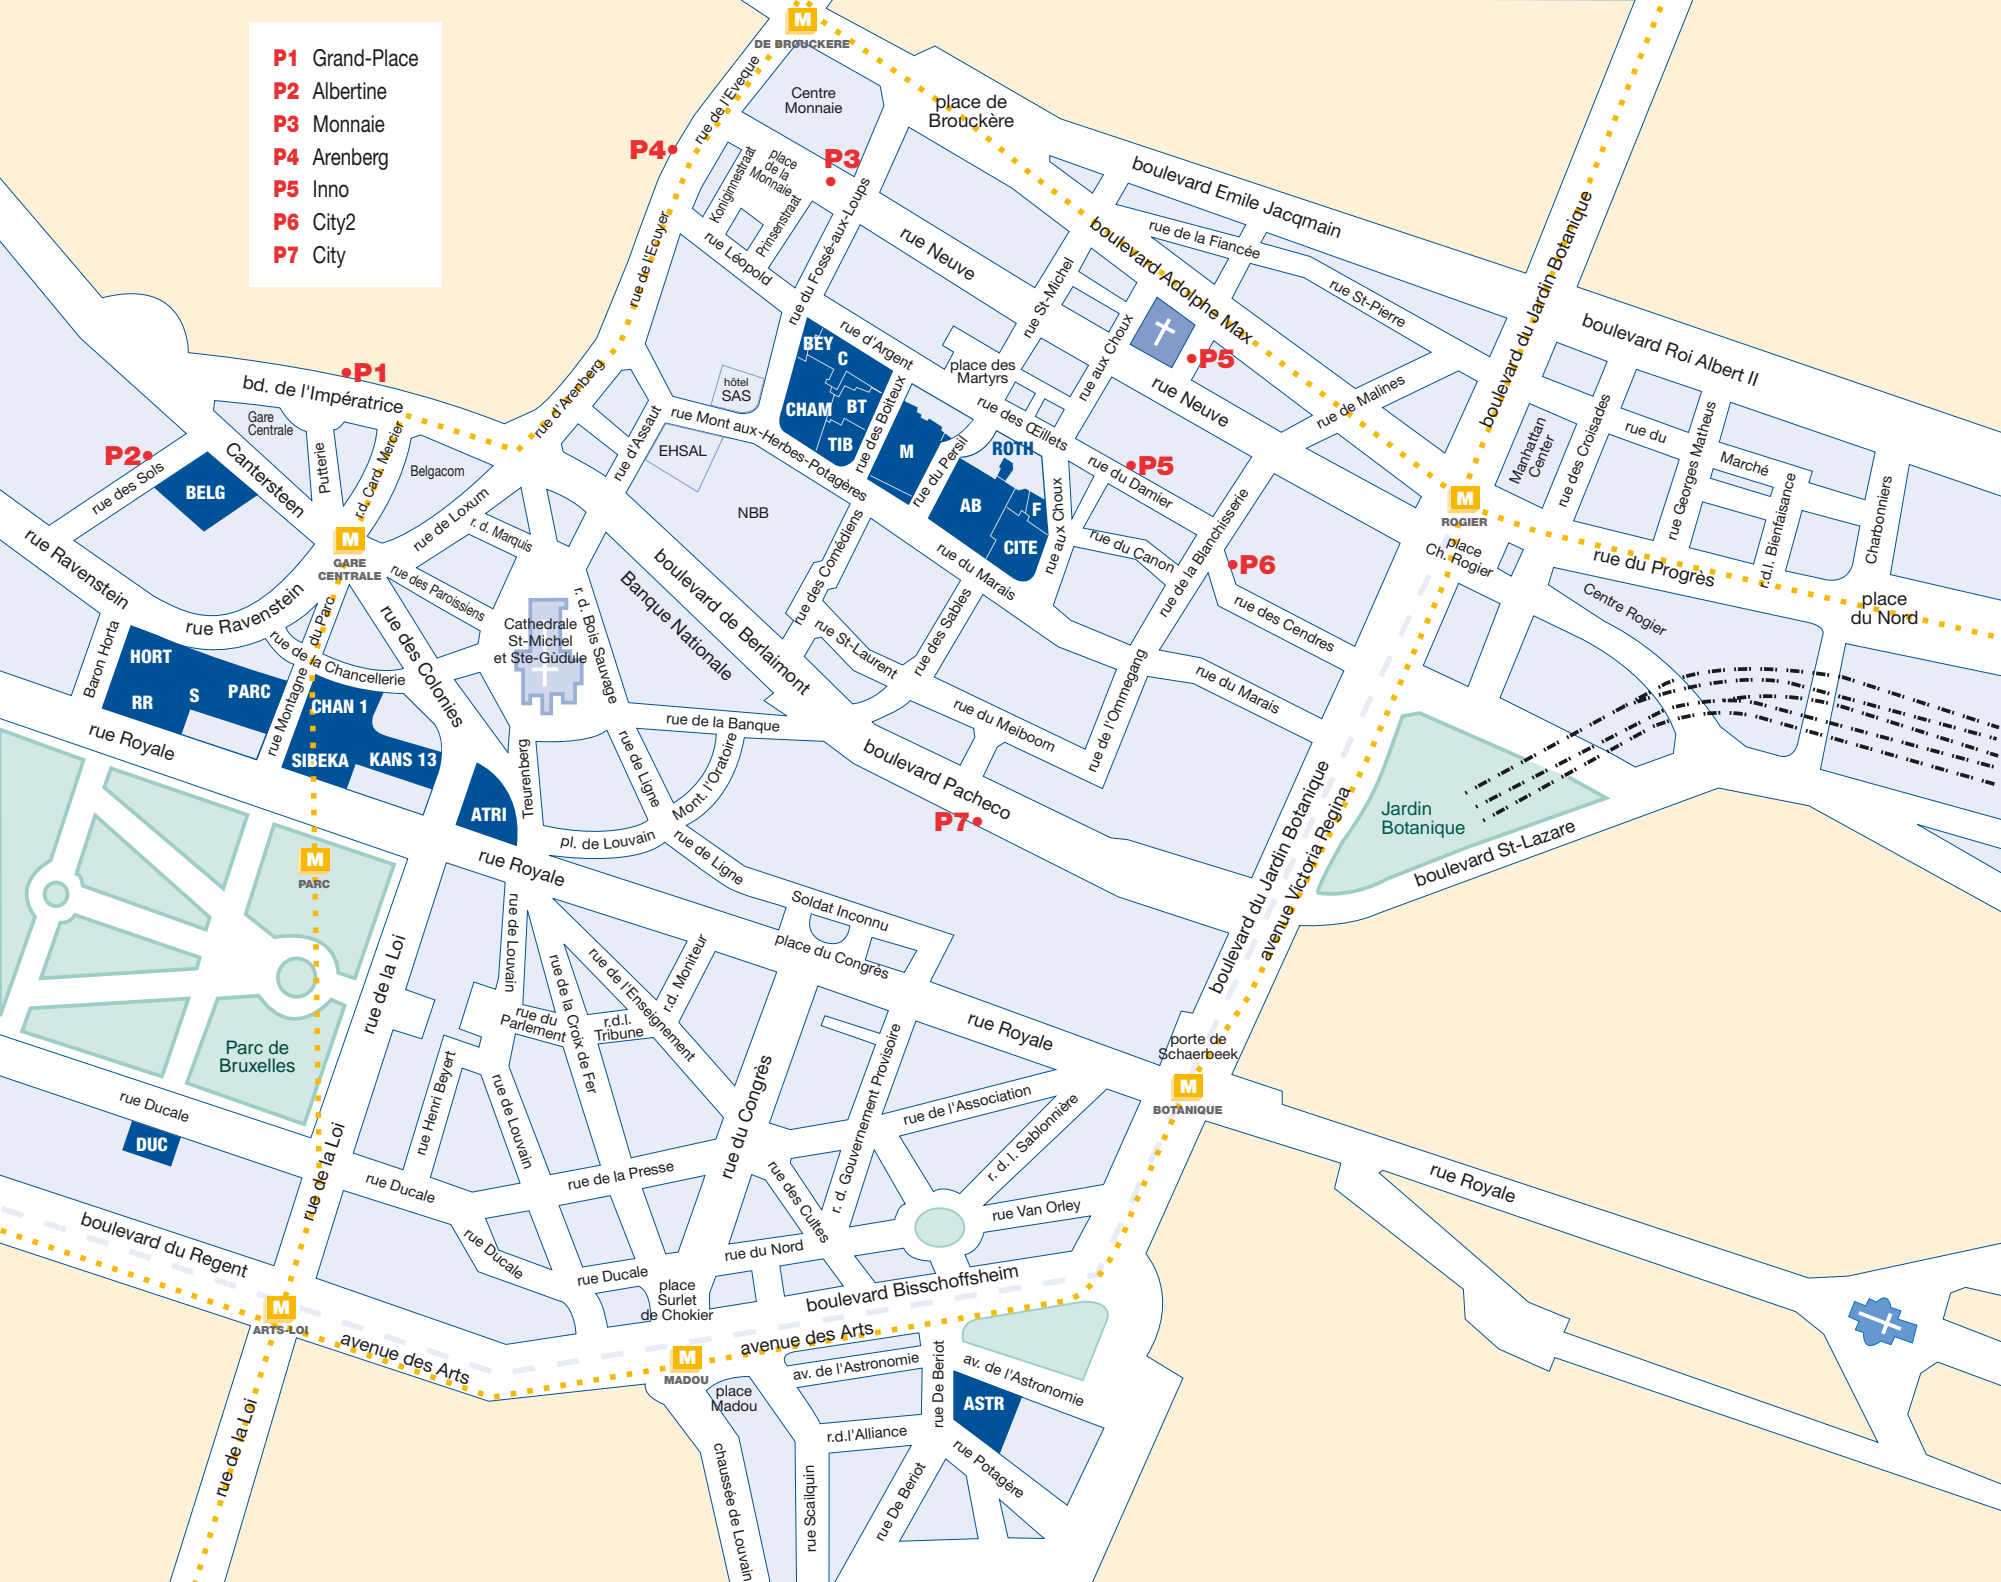 P1 Grand-Place
P2 Albertine
P3 Monnaie
P4 Arenberg
P5 Inno
P6 City2
P7 City
M
DE BROUCKERE
Centre
Monnaie
place de
Brouckère
rue de l'Eveque
P4
P3
Koniginnestraat
place
de la
Monnaie
Prinsenstraat
rue Léopold
rue du Fossé-aux-Loups
rue de l'Ecuyer
rue Neuve
boulevard Emile Jacqmain
boulevard Adolphe Max
rue de la Fiancée
rue St-Pierre
rue St-Michel
rue aux Choux
P5
rue Neuve
rue de Malines
boulevard du Jardin Botanique
boulevard Roi Albert II
P1
bd. de l'Impératrice
P2
rue des Sols
BELG
Gare
Centrale
Cantersteen
Putterie
r.d. Card. Mercier
Belgacom
rue d'Arenberg
rue d'Assaut
hôtel
SAS
EHSAL
NBB
rue Mont aux-Herbes-Potagères
BEY
C
CHAM
BT
TIB
rue d'Argent
rue des Boiteux
M
rue du Persil
place des
Martyrs
rue des Œillets
ROTH
AB
F
CITE
rue aux Choux
P5
rue du Damier
rue du Canon
rue de la Blanchisserie
P6
rue des Cendres
Manhattan
Center
rue des Croisades
rue du
Marché
rue Georges Matheus
r.d.l. Bienfaisance
Charbonniers
M
ROGIER
place
Ch. Rogier
rue du Progrès
Centre Rogier
place
du Nord
rue Ravenstein
rue Ravenstein
M
GARE
CENTRALE
rue de Loxum
r. d. Marquis
rue des Paroissiens
rue des Colonies
du Parc
rue de la Chancellerie
Baron Horta
HORT
RR
S
PARC
rue Montagne
CHAN 1
SIBEKA
KANS 13
ATRI
Cathedrale
St-Michel
et Ste-Gùdule
r. d. Bois Sauvage
Banque Nationale
boulevard de Berlaimont
rue des Comédiens
rue St-Laurent
rue des Sables
rue du Marais
rue du Marais
rue du Meiboom
rue de l'Ommegang
rue de la Banque
Treurenberg
rue de Ligne
Mont. l'Oratoire
pl. de Louvain
rue de Ligne
boulevard Pacheco
P7
rue Royale
rue Royale
Soldat Inconnu
place du Congrès
boulevard du Jardin Botanique
avenue Victoria Regina
Jardin
Botanique
boulevard St-Lazare
M
PARC
Parc de
Bruxelles
rue de la Loi
rue de Louvain
rue de la Croix de Fer
rue de l'Enseignement
r.d. Moniteur
rue du
Parlement
r.d.l.
Tribune
rue Henri Beyert
rue de Louvain
rue de la Presse
rue du Congrès
r. d. Gouvernement Provisoire
rue Royale
rue de l'Association
r. d. l. Sablonnière
rue Van Orley
porte de
Schaerbeek
M
BOTANIQUE
rue Royale
rue Ducale
DUC
rue Ducale
rue de la Loi
rue Ducale
rue Ducale
rue des Cultes
rue du Nord
place
Surlet
de Chokier
boulevard du Regent
M
ARTS-LOI
avenue des Arts
boulevard Bisschoffsheim
avenue des Arts
M
MADOU
place
Madou
av. de l'Astronomie
av. de l'Astronomie
rue De Beriot
ASTR
r.d.l'Alliance
rue Potagère
rue De Beriot
rue Scailquin
chaussée de Louvain
rue de la Loi